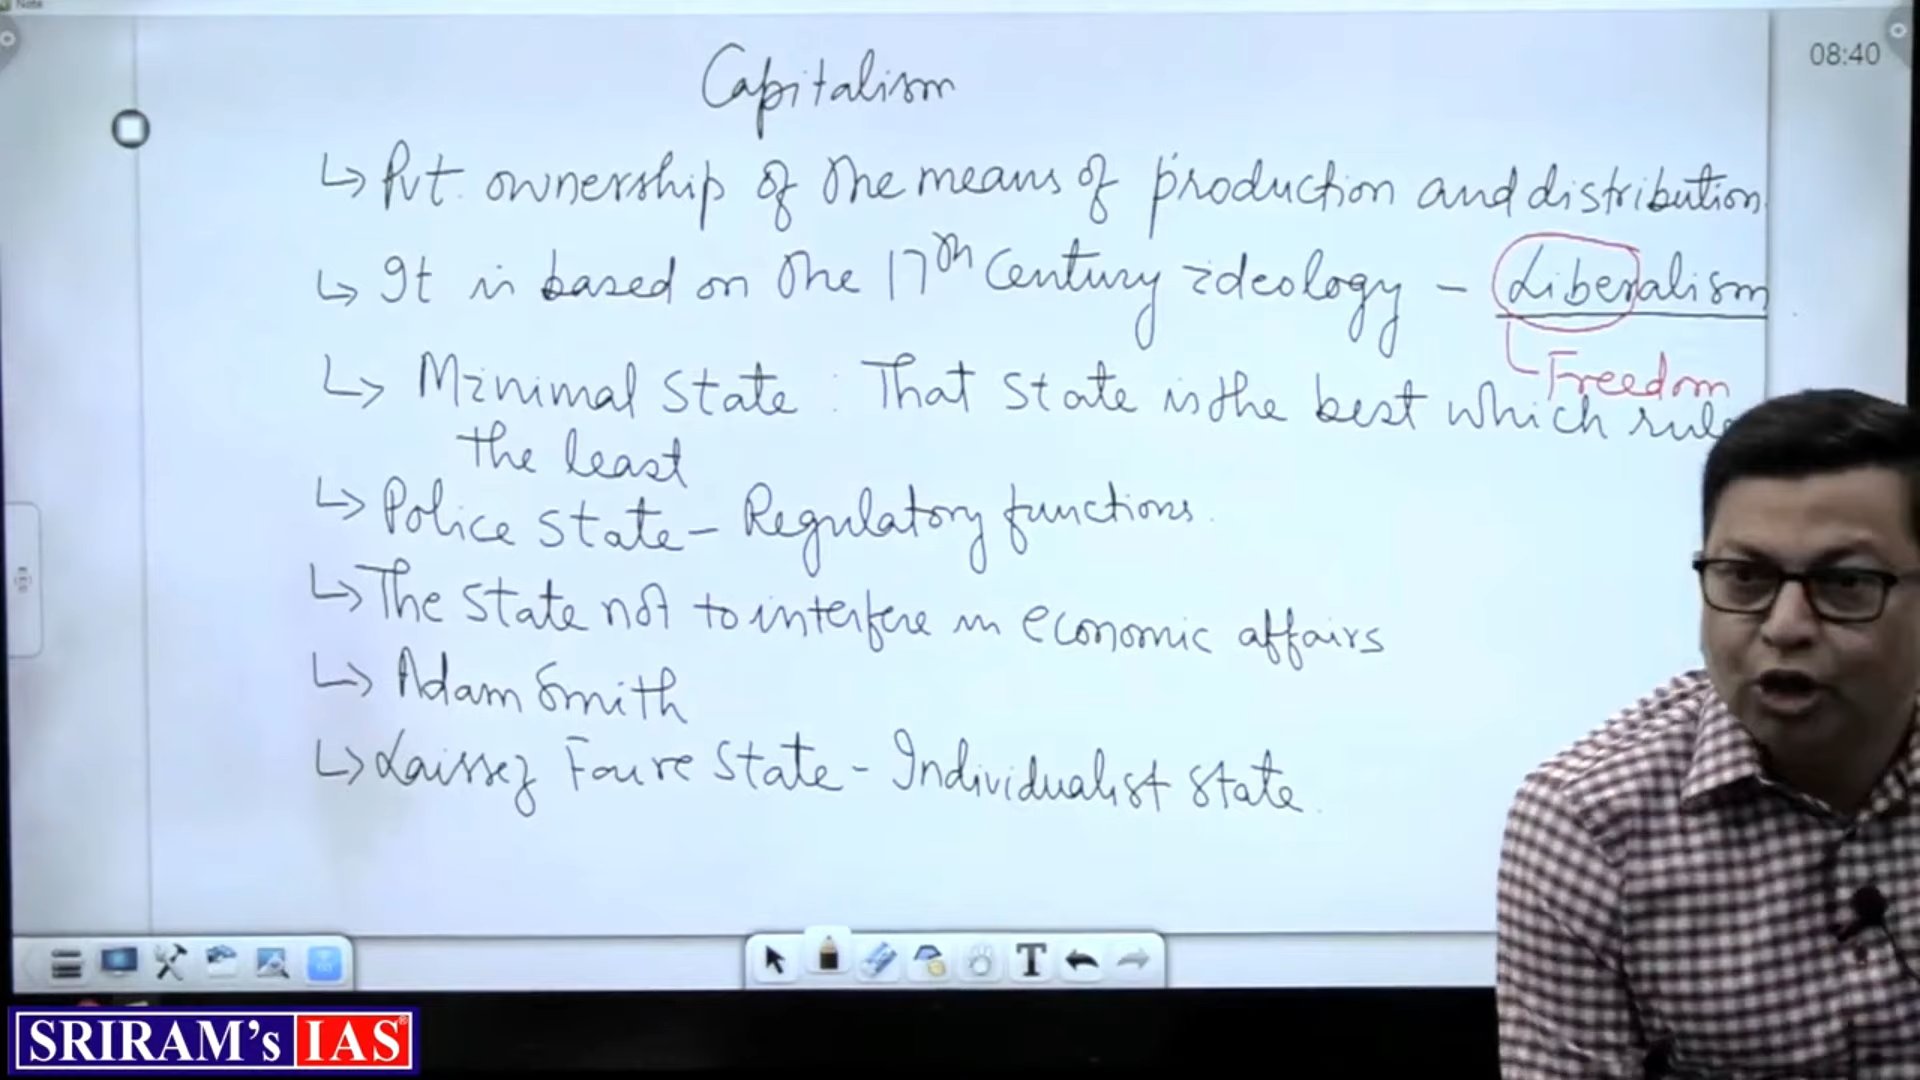 Note
08:40
Capitalism
↳ Pvt. ownership of the means of production and distribution
↳ It is based on the 17th Century ideology – Liberalism
Freedom
↳ Minimal State : That State is the best which rule
the least
↳ Police State – Regulatory functions.
↳ The State not to interfere in economic affairs
↳ Adam Smith
↳ Laissez Faire State – Individualist State.
T
SRIRAM's IAS